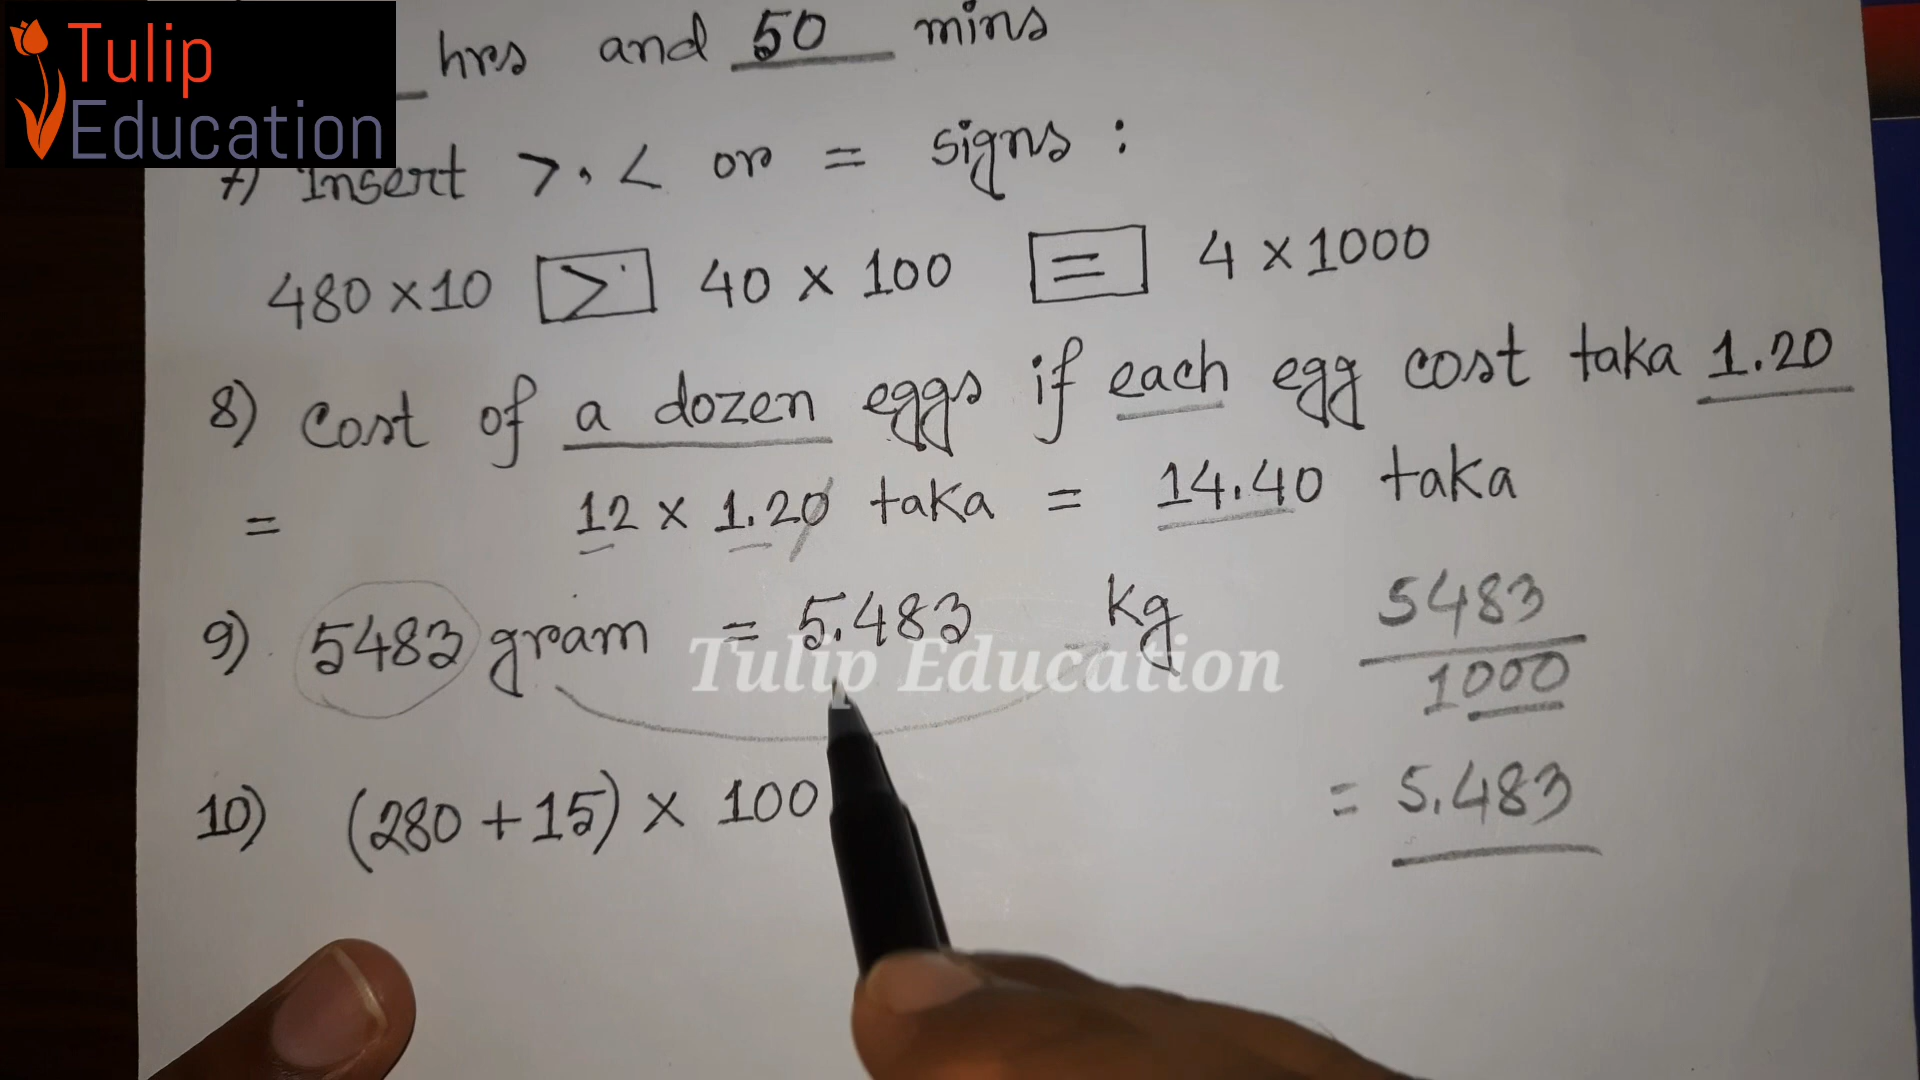 Tulip
Education
hrs and 50 mins
7) Insert >, < or = signs :
480 × 10 > 40 × 100 = 4 × 1000
8) Cost of a dozen eggs if each egg cost taka 1.20
= 12 × 1.20 taka = 14.40 taka
9) 5483 gram = 5.483 kg
5483
1000
= 5.483
Tulip Education
10) (280 + 15) × 100